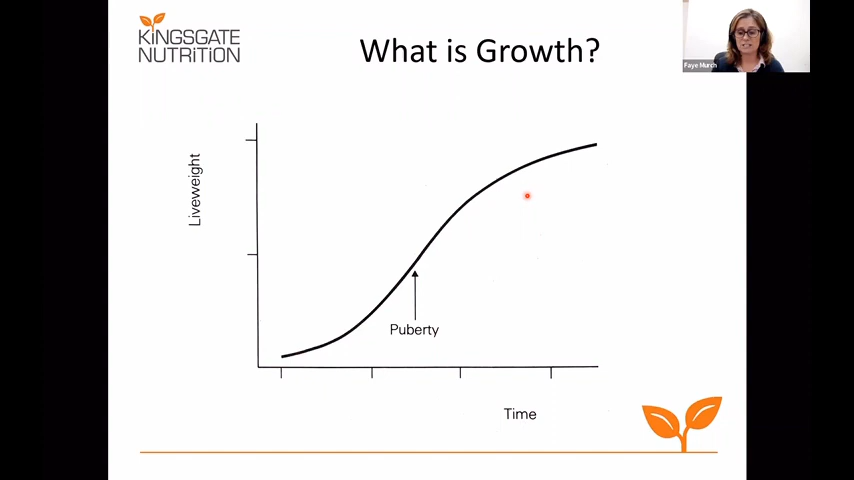 KiNGSGATE
NUTRiTiON
What is Growth?
Faye Murch
Liveweight
Puberty
Time